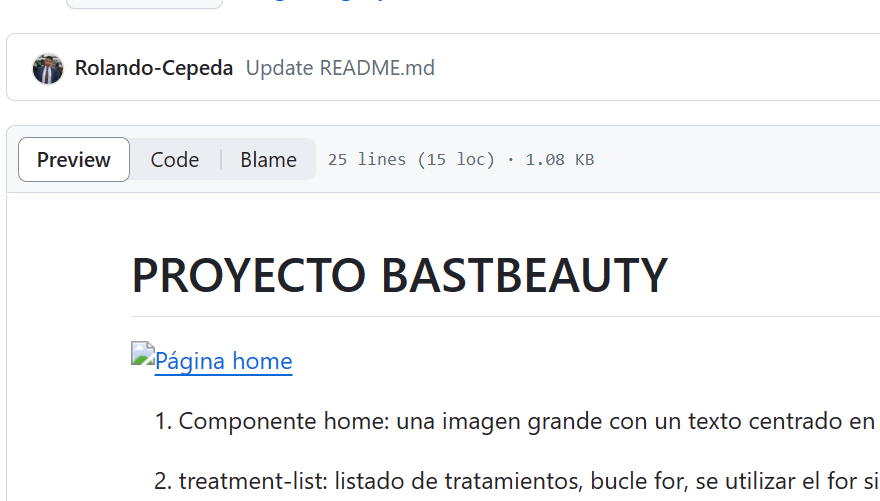 Rolando-Cepeda Update README.md
Preview Code Blame 25 lines (15 loc) · 1.08 KB
PROYECTO BASTBEAUTY
Página home
1. Componente home: una imagen grande con un texto centrado en
2. treatment-list: listado de tratamientos, bucle for, se utilizar el for si